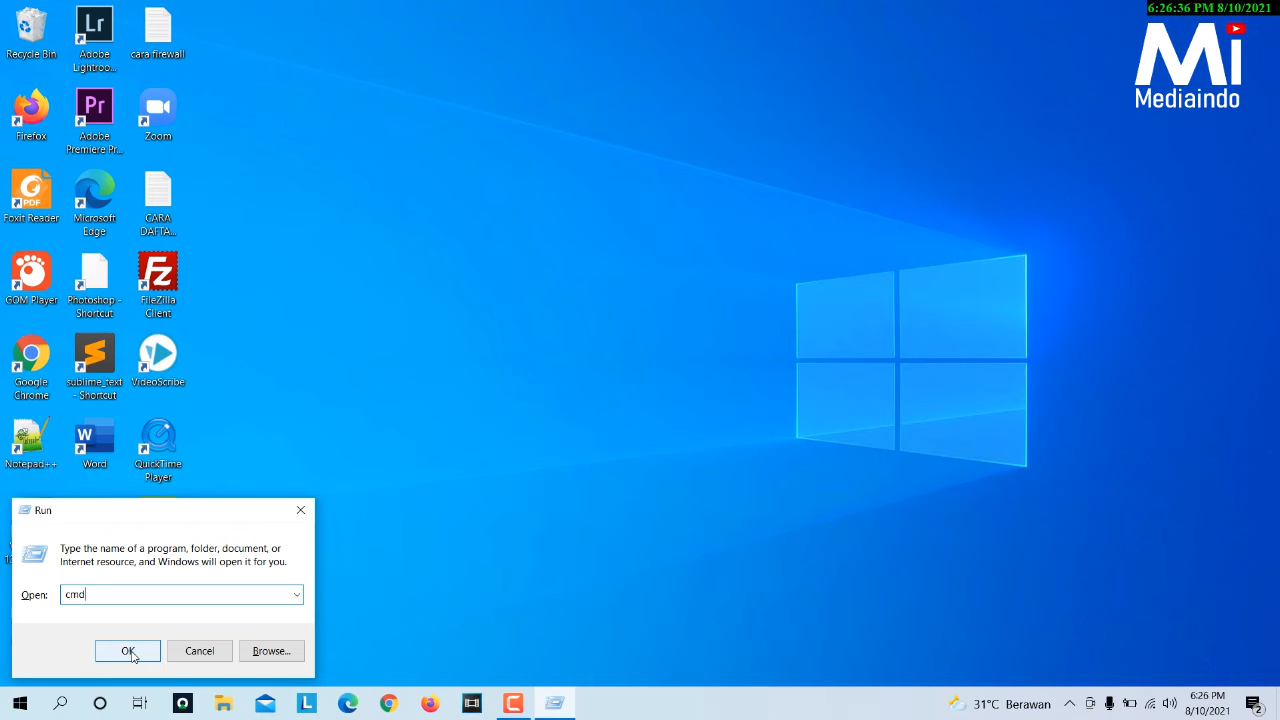 6:26:36 PM 8/10/2021
Mi
Mediaindo
Recycle Bin
Adobe
Lightroo...
cara firewall
Firefox
Adobe
Premiere Pr...
Zoom
Foxit Reader
Microsoft
Edge
CARA
DAFTA...
GOM Player
Photoshop -
Shortcut
FileZilla
Client
Google
Chrome
sublime_text
- Shortcut
VideoScribe
Notepad++
Word
QuickTime
Player
Run
Type the name of a program, folder, document, or
Internet resource, and Windows will open it for you.
Open:
cmd
OK
Cancel
Browse...
31°C Berawan
6:26 PM
8/10/2021
2